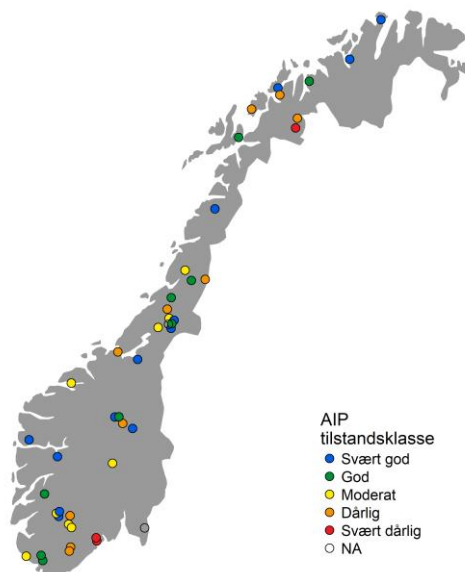 AIP
tilstandsklasse
Svært god
God
Moderat
Dårlig
Svært dårlig
NA